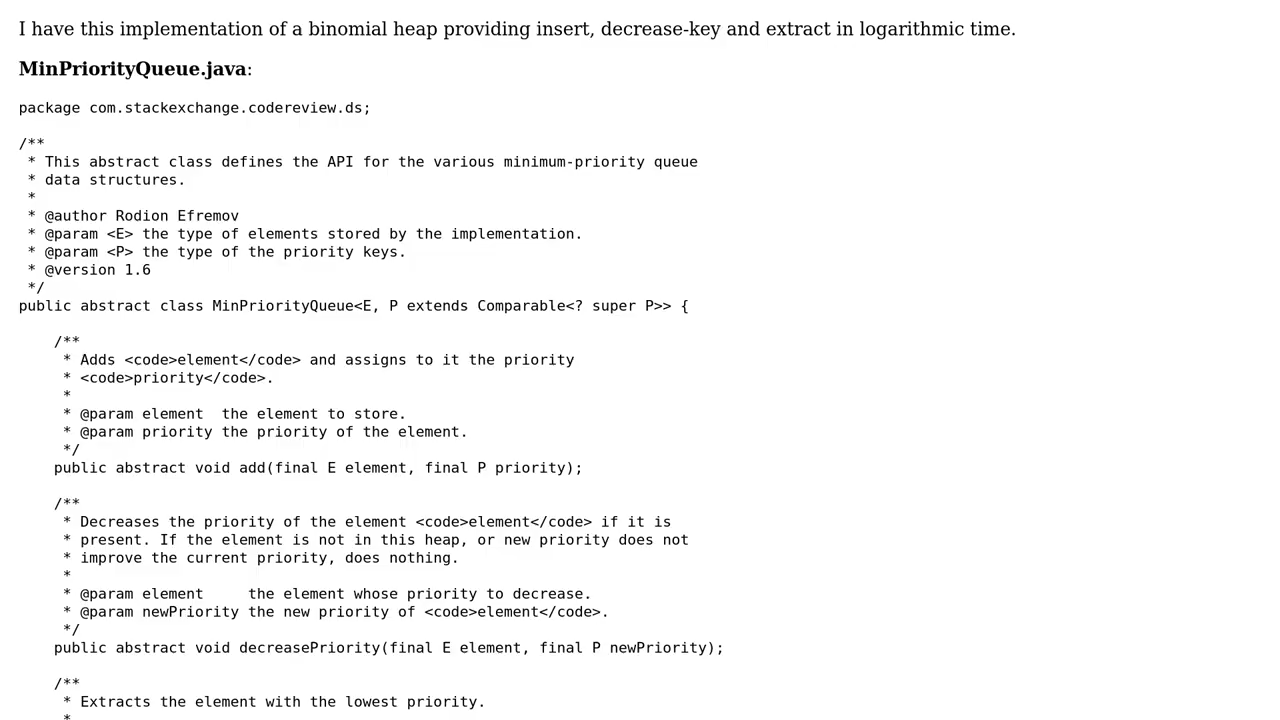 I have this implementation of a binomial heap providing insert, decrease-key and extract in logarithmic time.
MinPriorityQueue.java:
package com.stackexchange.codereview.ds;
/**
 * This abstract class defines the API for the various minimum-priority queue
 * data structures.
 *
 * @author Rodion Efremov
 * @param <E> the type of elements stored by the implementation.
 * @param <P> the type of the priority keys.
 * @version 1.6
 */
public abstract class MinPriorityQueue<E, P extends Comparable<? super P>> {
    /**
     * Adds <code>element</code> and assigns to it the priority
     * <code>priority</code>.
     *
     * @param element  the element to store.
     * @param priority the priority of the element.
     */
    public abstract void add(final E element, final P priority);
    /**
     * Decreases the priority of the element <code>element</code> if it is
     * present. If the element is not in this heap, or new priority does not
     * improve the current priority, does nothing.
     *
     * @param element     the element whose priority to decrease.
     * @param newPriority the new priority of <code>element</code>.
     */
    public abstract void decreasePriority(final E element, final P newPriority);
    /**
     * Extracts the element with the lowest priority.
     *